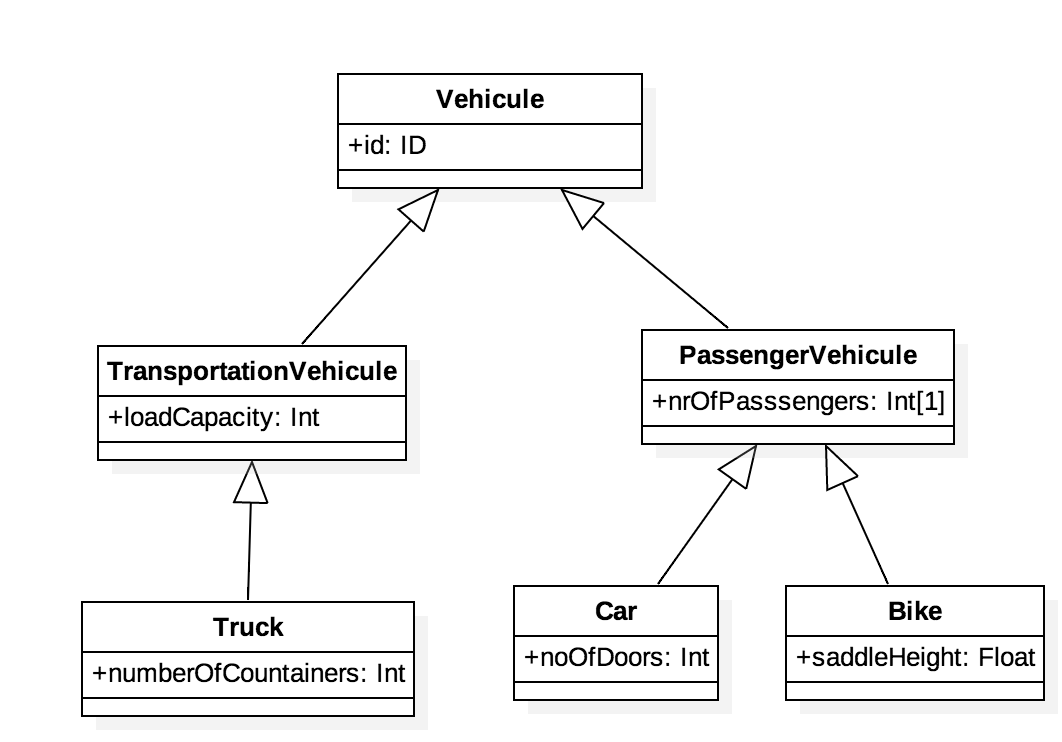 Vehicule
+id: ID
TransportationVehicule
+loadCapacity: Int
PassengerVehicule
+nrOfPasssengers: Int[1]
Truck
+numberOfCountainers: Int
Car
+noOfDoors: Int
Bike
+saddleHeight: Float